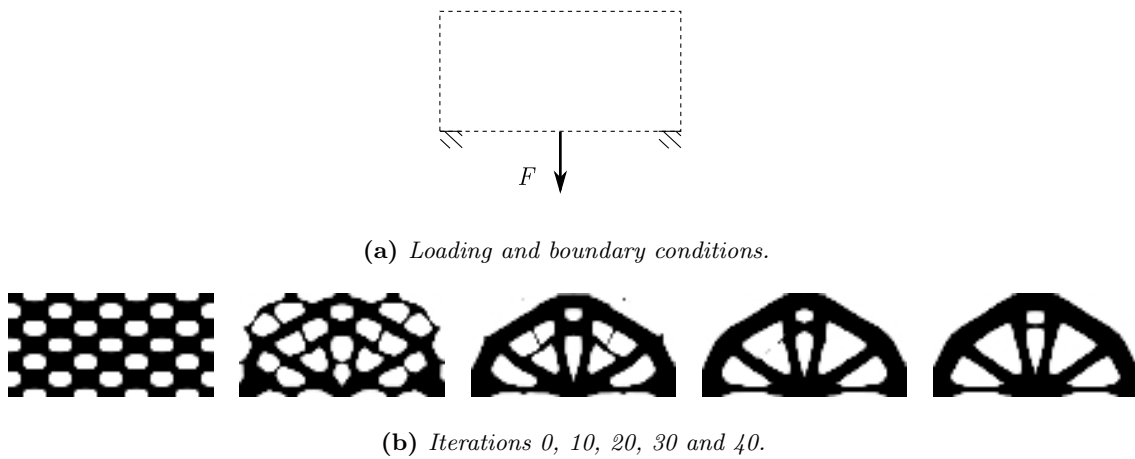 F
(a) Loading and boundary conditions.
(b) Iterations 0, 10, 20, 30 and 40.